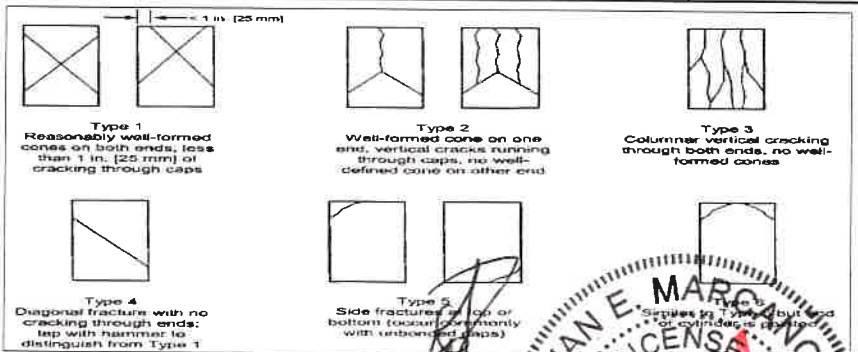 < 1 in. [25 mm]
Type 1
Reasonably well-formed
cones on both ends, less
than 1 in. [25 mm] of
cracking through caps
Type 2
Well-formed cone on one
end, vertical cracks running
through caps, no well-
defined cone on other end
Type 3
Columnar vertical cracking
through both ends, no well-
formed cones
Type 4
Diagonal fracture with no
cracking through ends;
tap with hammer to
distinguish from Type 1
Type 5
Side fractures at top or
bottom (occur commonly
with unbonded caps)
Type 6
Similar to Type 5 but end
of cylinder is pointed
E. MARCANO
LICENSE